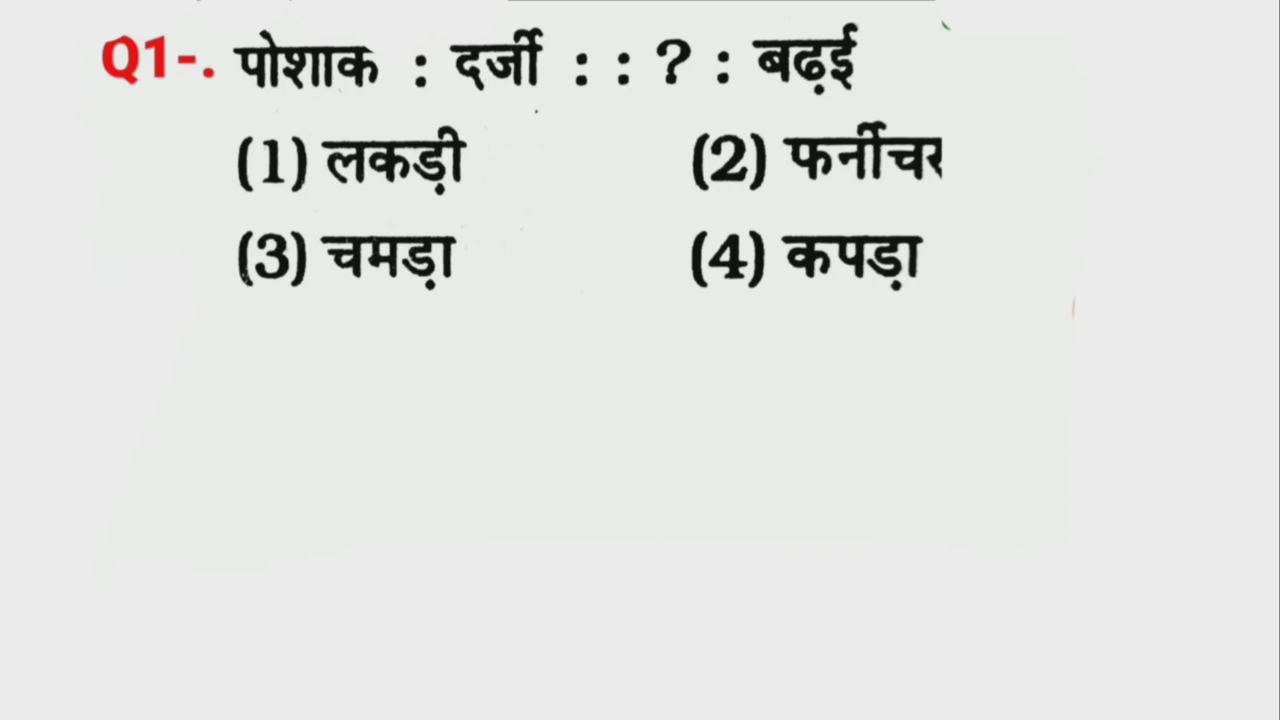 Q1-. पोशाक : दर्जी : : ? : बढ़ई
(1) लकड़ी (2) फर्नीचर
(3) चमड़ा (4) कपड़ा